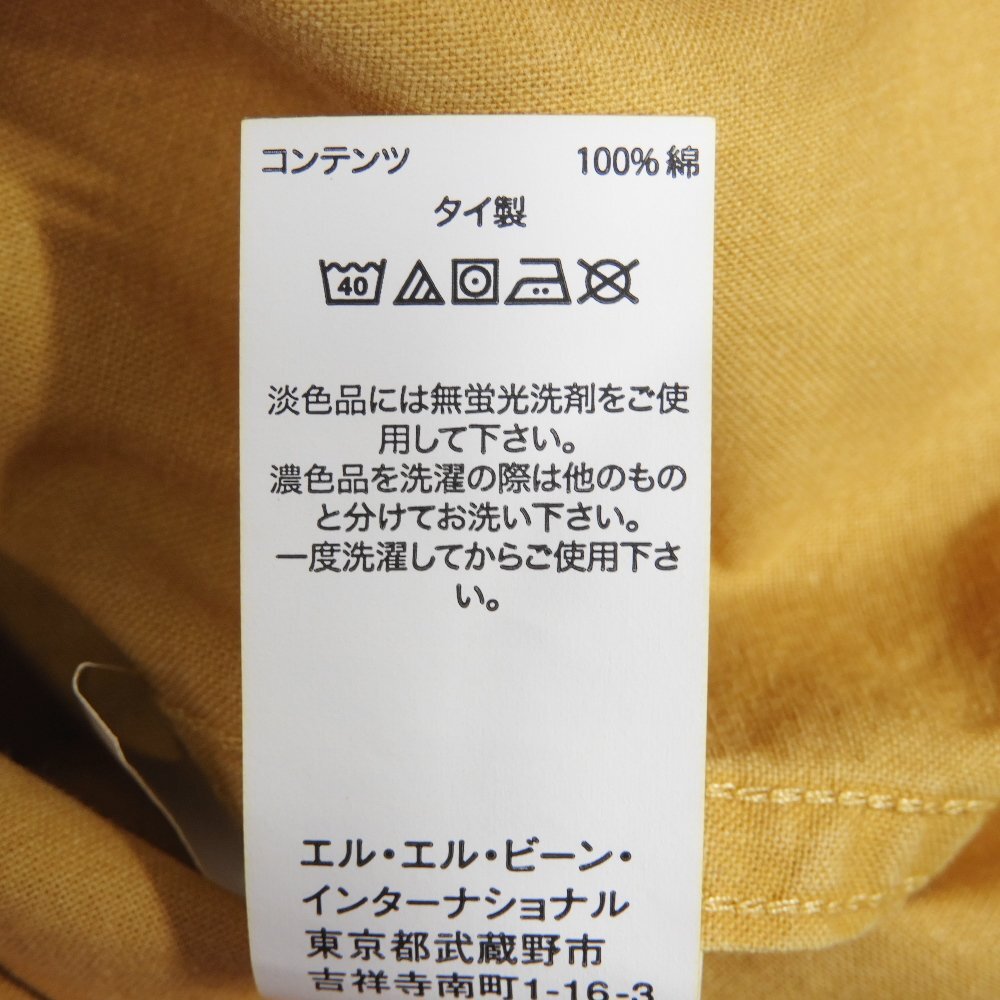 コンテンツ 100% 綿
タイ製
40
淡色品には無蛍光洗剤をご使
用して下さい。
濃色品を洗濯の際は他のもの
と分けてお洗い下さい。
一度洗濯してからご使用下さ
い。
エル・エル・ビーン・
インターナショナル
東京都武蔵野市
吉祥寺南町1-16-3